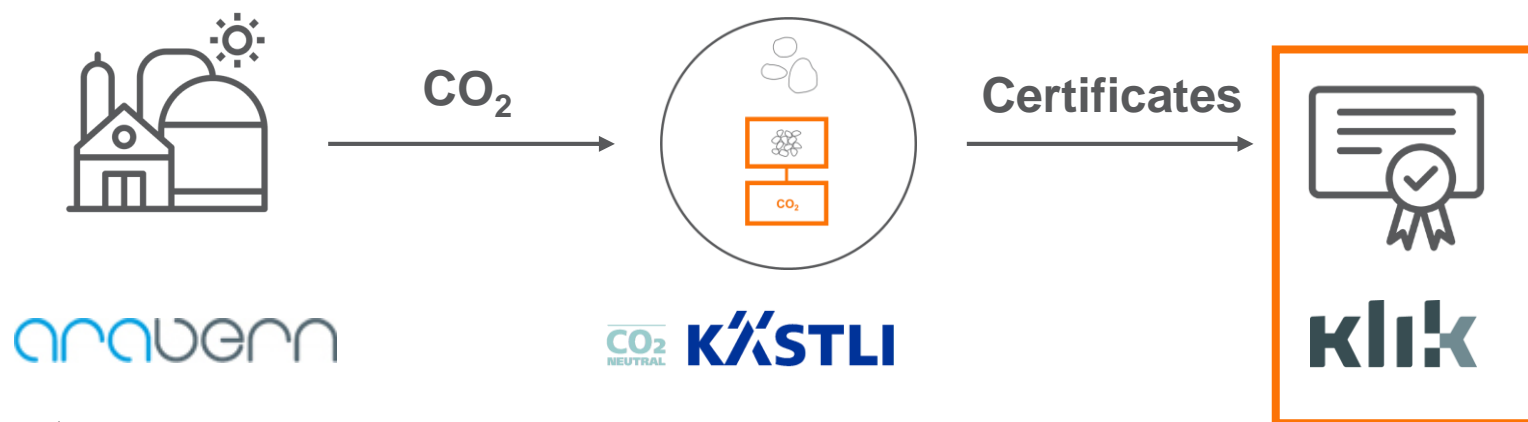 CO₂
Certificates
CO₂
arabern
CO₂
NEUTRAL
KÄSTLI
klik